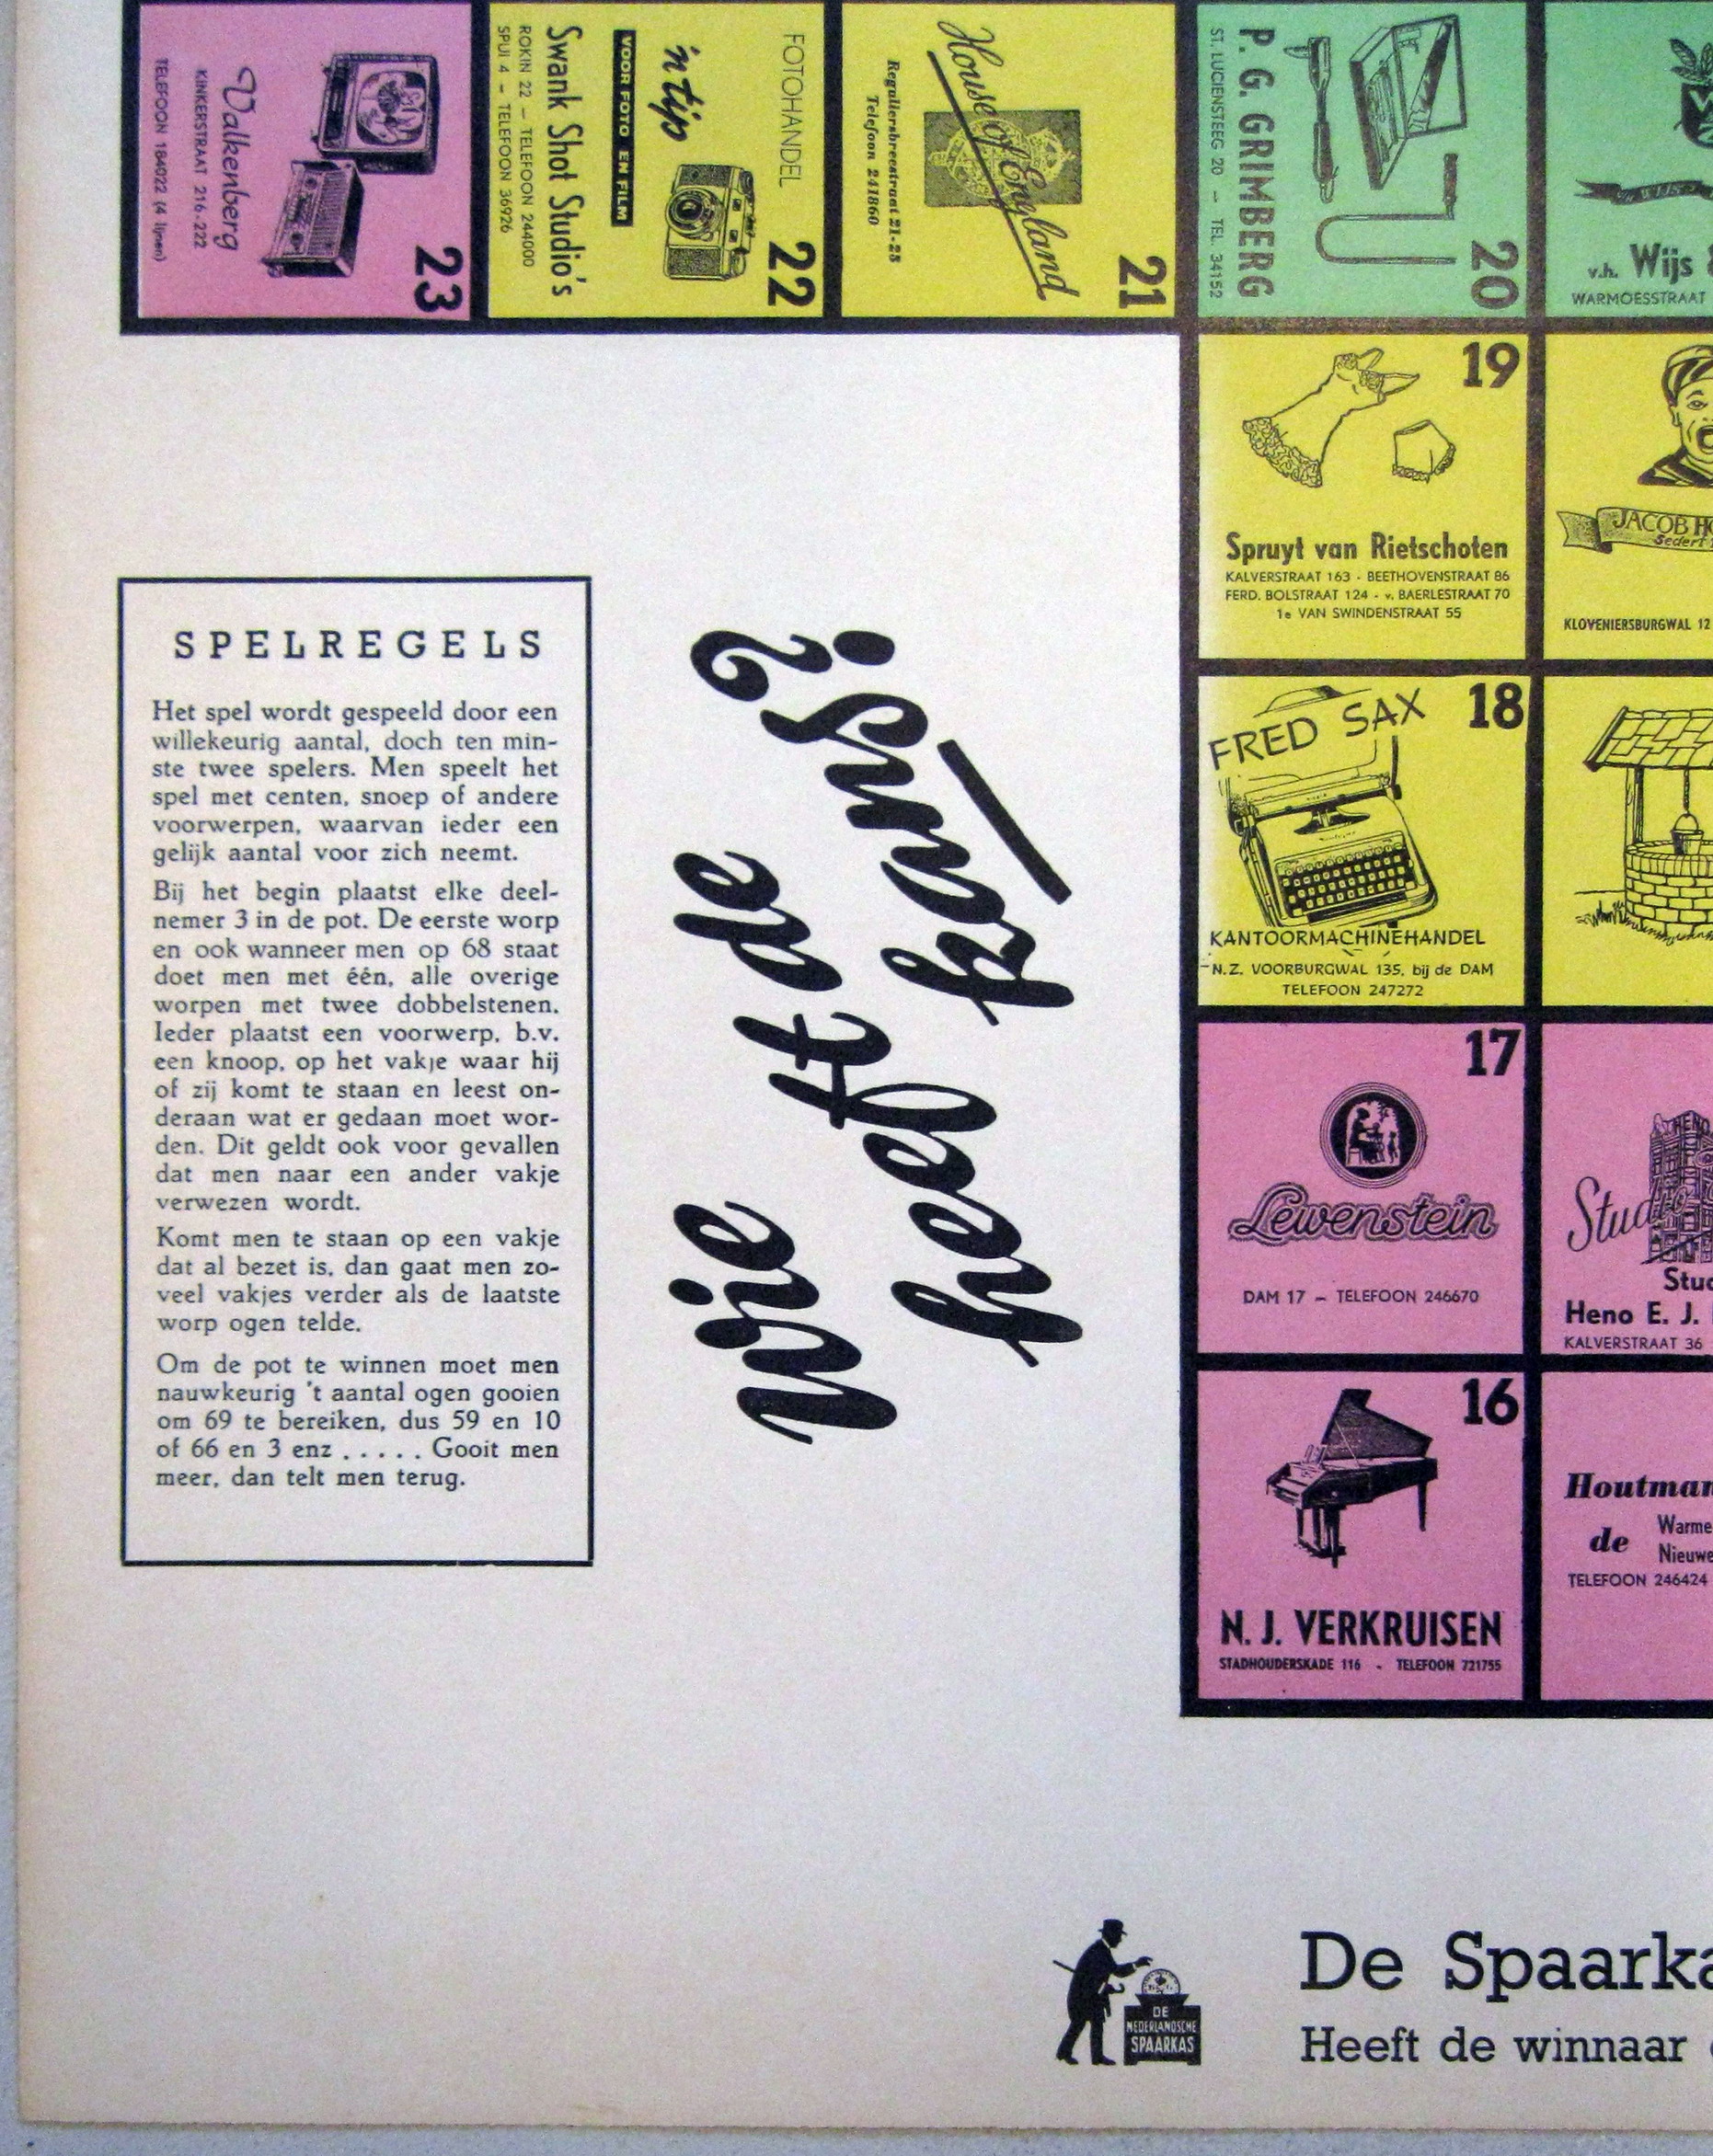 Valkenberg
KINKERSTRAAT 216-222
TELEFOON 184022 (4 lijnen)
23
FOTOHANDEL
'n tip
VOOR FOTO EN FILM
Swank Shot Studio's
ROKIN 22 – TELEFOON 244000
SPUI 4 – TELEFOON 36926
22
House of England
Reguliersbreestraat 21-25
Telefoon 241860
21
P. G. GRIMBERG
ST. LUCIENSTEEG 20 – TEL. 34152
20
v.h. Wijs &
WARMOESSTRAAT
19
Spruyt van Rietschoten
KALVERSTRAAT 163 - BEETHOVENSTRAAT 86
FERD. BOLSTRAAT 124 - v. BAERLESTRAAT 70
1e VAN SWINDENSTRAAT 55
JACOB HO
Sedert
KLOVENIERSBURGWAL 12
18
FRED SAX
KANTOORMACHINEHANDEL
N.Z. VOORBURGWAL 135, bij de DAM
TELEFOON 247272
17
Lewenstein
DAM 17 – TELEFOON 246670
HENO
Studio
Stud
Heno E. J.
KALVERSTRAAT 36
16
N. J. VERKRUISEN
STADHOUDERSKADE 116 - TELEFOON 721755
Houtman
de
Warme
Nieuwe
TELEFOON 246424
SPELREGELS
Het spel wordt gespeeld door een
willekeurig aantal, doch ten min-
ste twee spelers. Men speelt het
spel met centen, snoep of andere
voorwerpen, waarvan ieder een
gelijk aantal voor zich neemt.
Bij het begin plaatst elke deel-
nemer 3 in de pot. De eerste worp
en ook wanneer men op 68 staat
doet men met één, alle overige
worpen met twee dobbelstenen.
Ieder plaatst een voorwerp, b.v.
een knoop, op het vakje waar hij
of zij komt te staan en leest on-
deraan wat er gedaan moet wor-
den. Dit geldt ook voor gevallen
dat men naar een ander vakje
verwezen wordt.
Komt men te staan op een vakje
dat al bezet is, dan gaat men zo-
veel vakjes verder als de laatste
worp ogen telde.
Om de pot te winnen moet men
nauwkeurig 't aantal ogen gooien
om 69 te bereiken, dus 59 en 10
of 66 en 3 enz ..... Gooit men
meer, dan telt men terug.
Wie lt de
heeft kans?
DE
NEDERLANDSCHE
SPAARKAS
De Spaarka
Heeft de winnaar